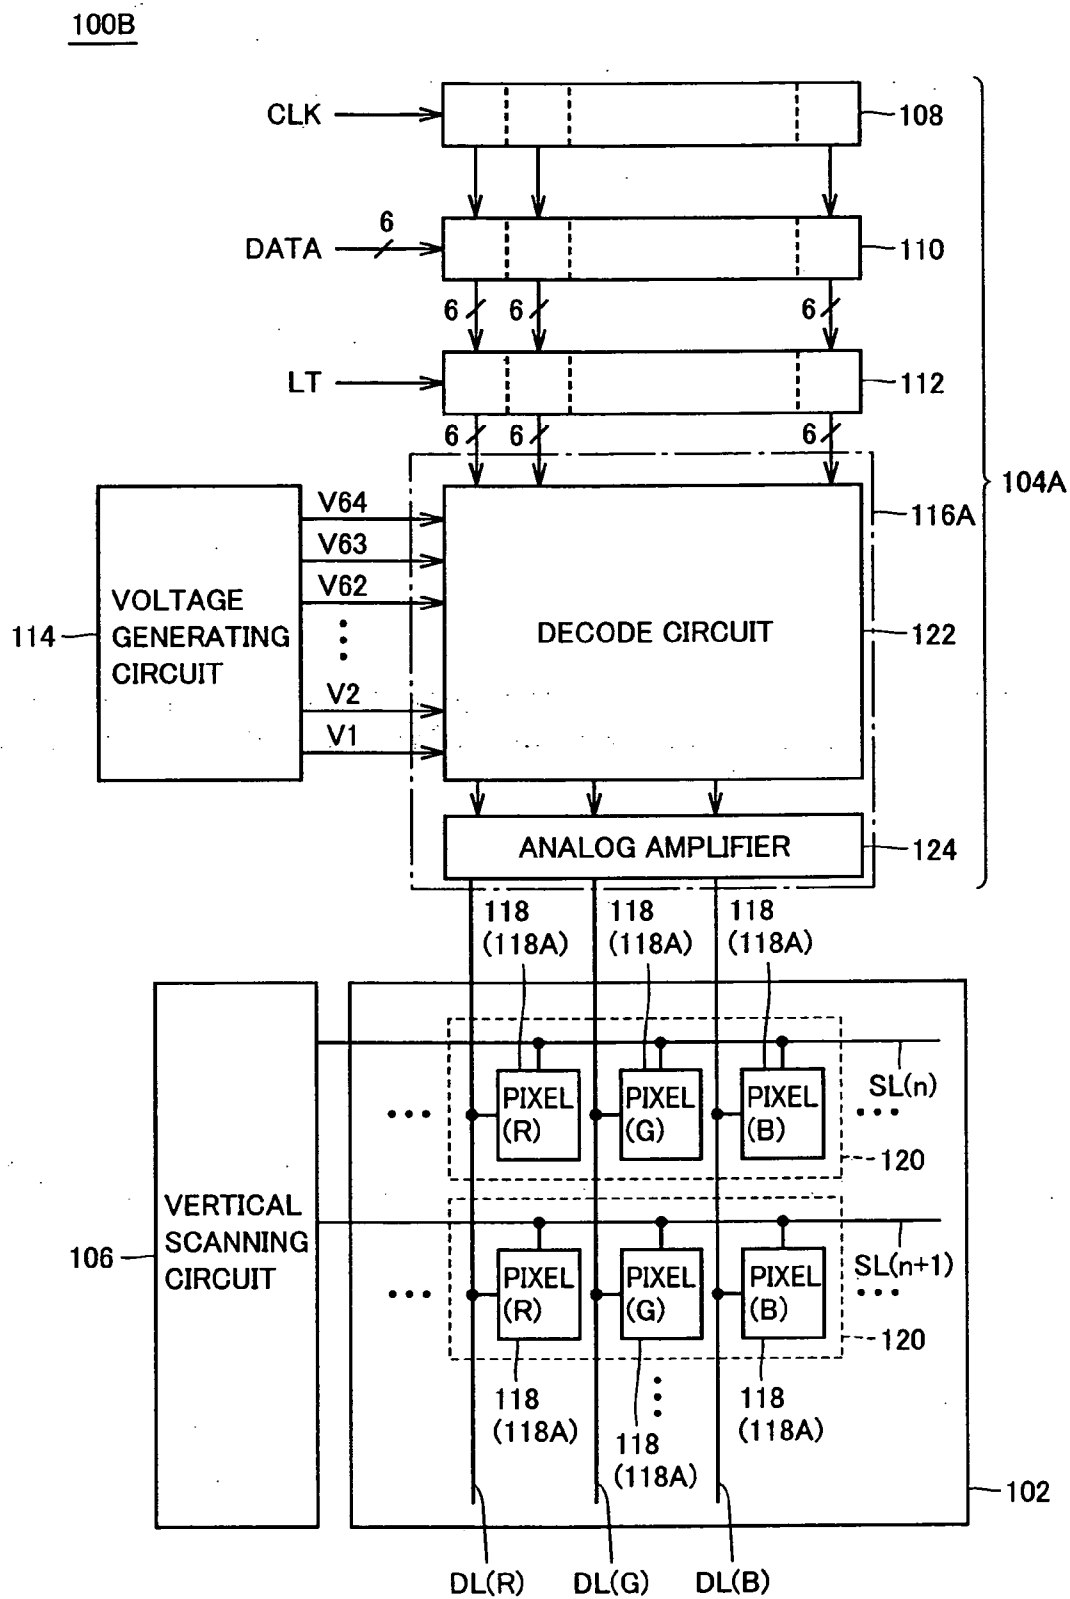 100B
CLK
108
6
DATA
110
6 6 6
LT
112
6 6 6
104A
116A
V64
V63
V62
VOLTAGE
GENERATING
CIRCUIT
114
DECODE CIRCUIT
122
V2
V1
ANALOG AMPLIFIER
124
118 118 118
(118A) (118A) (118A)
SL(n)
PIXEL PIXEL PIXEL
(R) (G) (B)
120
VERTICAL
SCANNING
CIRCUIT
106
SL(n+1)
PIXEL PIXEL PIXEL
(R) (G) (B)
120
118 118 118
(118A) (118A) (118A)
102
DL(R) DL(G) DL(B)